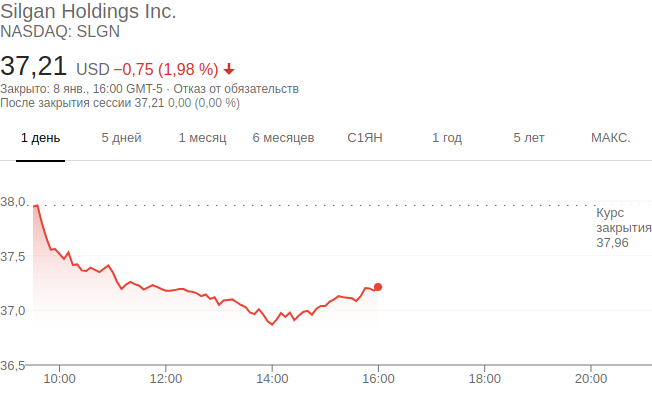 Silgan Holdings Inc.
NASDAQ: SLGN
37,21 USD −0,75 (1,98 %)
Закрыто: 8 янв., 16:00 GMT-5 · Отказ от обязательств
После закрытия сессии 37,21 0,00 (0,00 %)
1 день 5 дней 1 месяц 6 месяцев С1ЯН 1 год 5 лет МАКС.
38,0
Курс
закрытия
37,96
37,5
37,0
36,5
10:00 12:00 14:00 16:00 18:00 20:00